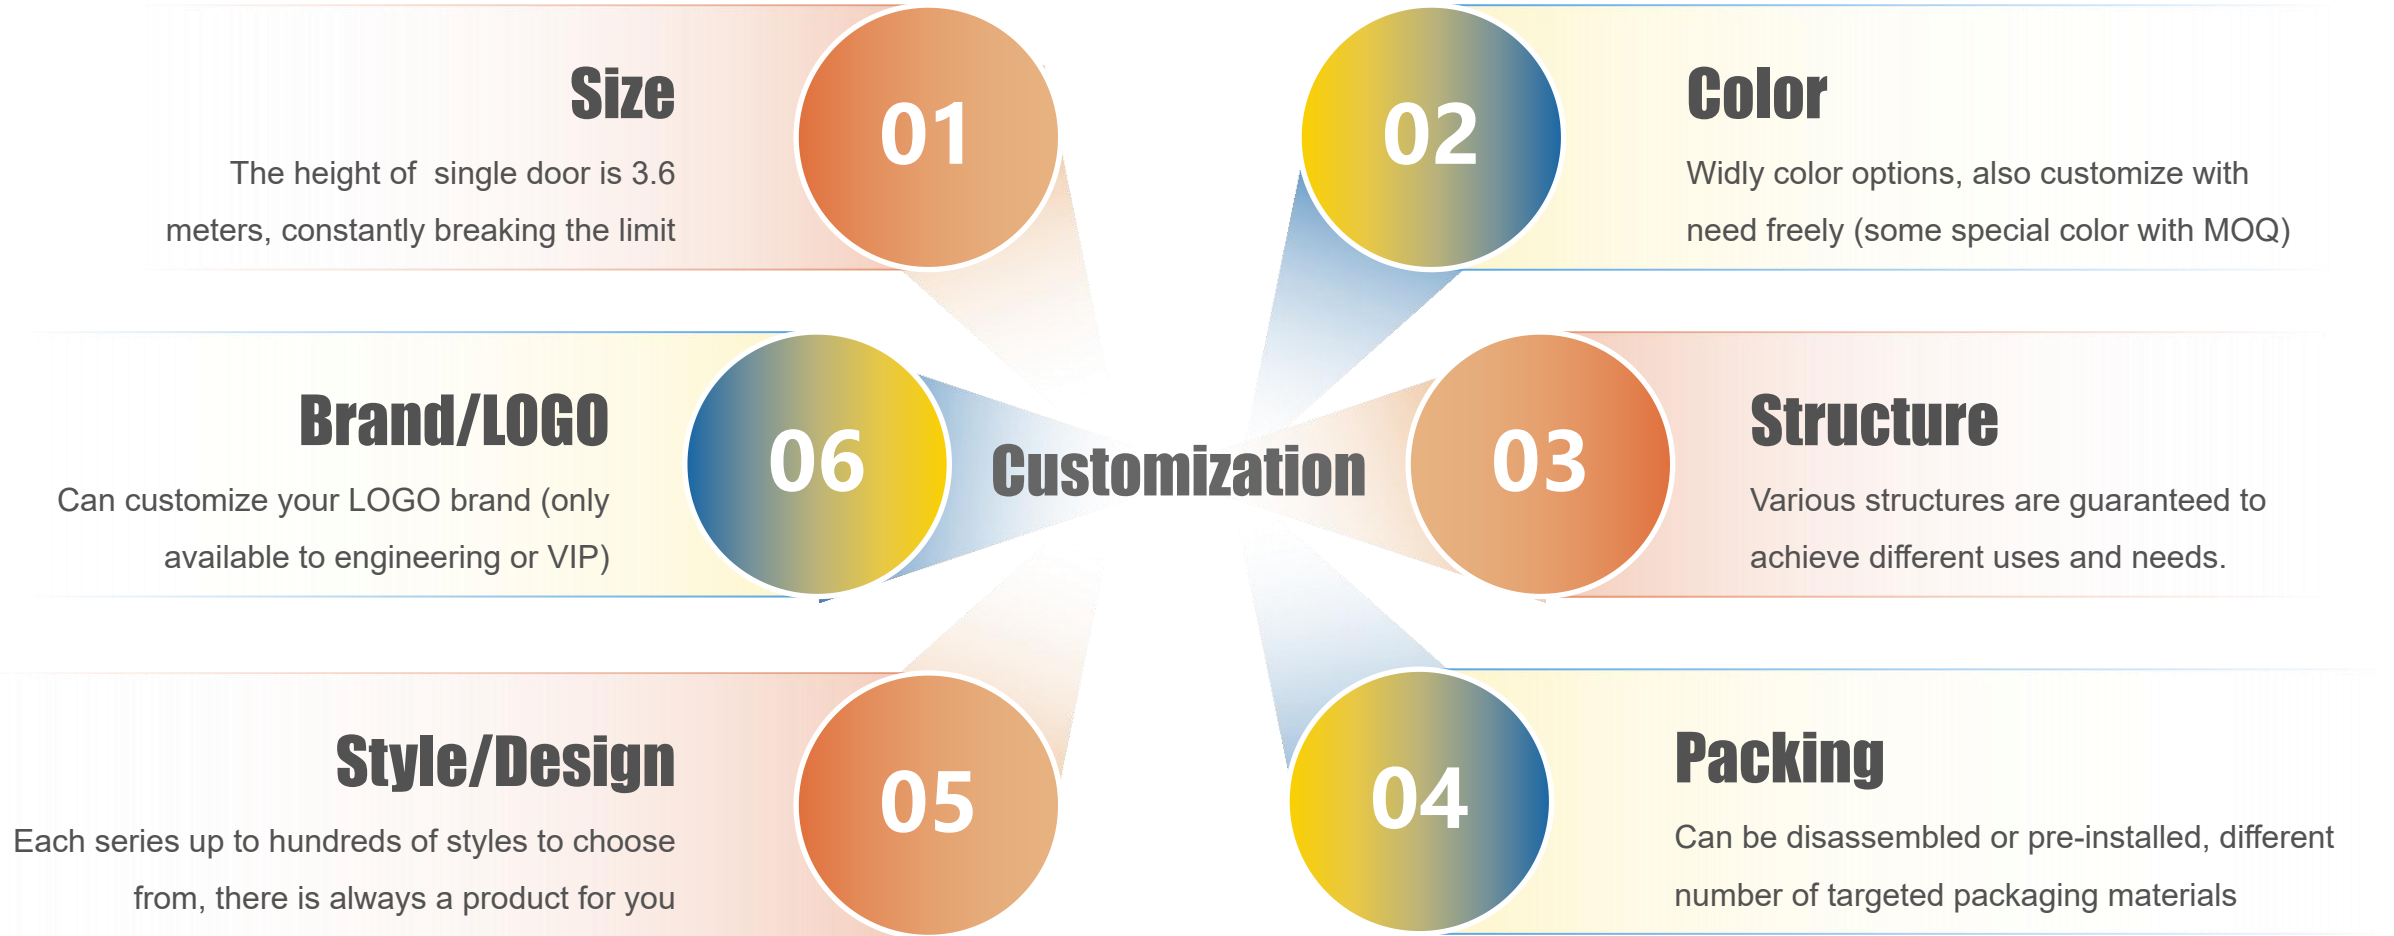 Size
01
The height of  single door is 3.6
meters, constantly breaking the limit
02
Color
Widly color options, also customize with
need freely (some special color with MOQ)
Customization
03
Structure
Various structures are guaranteed to
achieve different uses and needs.
04
Packing
Can be disassembled or pre-installed, different
number of targeted packaging materials
05
Style/Design
Each series up to hundreds of styles to choose
from, there is always a product for you
06
Brand/LOGO
Can customize your LOGO brand (only
available to engineering or VIP)